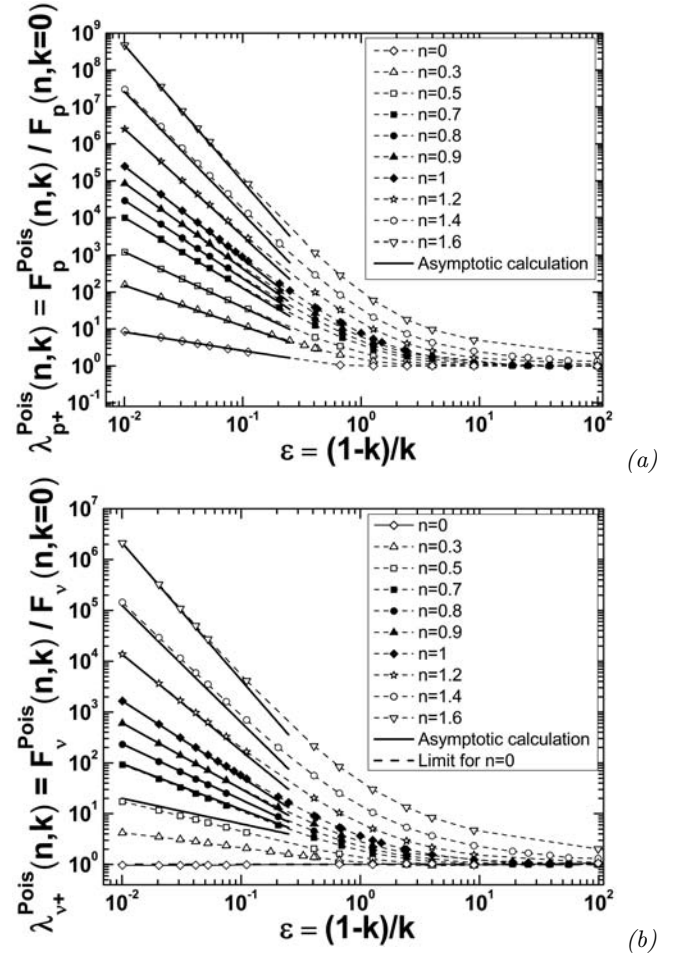 λ_{p+}^{Pois}(n,k) = F_p^{Pois}(n,k) / F_p(n,k=0)
10^9
10^8
10^7
10^6
10^5
10^4
10^3
10^2
10^1
10^0
10^{-1}
n=0
n=0.3
n=0.5
n=0.7
n=0.8
n=0.9
n=1
n=1.2
n=1.4
n=1.6
Asymptotic calculation
10^{-2} 10^{-1} 10^0 10^1 10^2
ε = (1-k)/k
(a)
λ_{ν+}^{Pois}(n,k) = F_ν^{Pois}(n,k) / F_ν(n,k=0)
10^7
10^6
10^5
10^4
10^3
10^2
10^1
10^0
n=0
n=0.3
n=0.5
n=0.7
n=0.8
n=0.9
n=1
n=1.2
n=1.4
n=1.6
Asymptotic calculation
Limit for n=0
10^{-2} 10^{-1} 10^0 10^1 10^2
ε = (1-k)/k
(b)